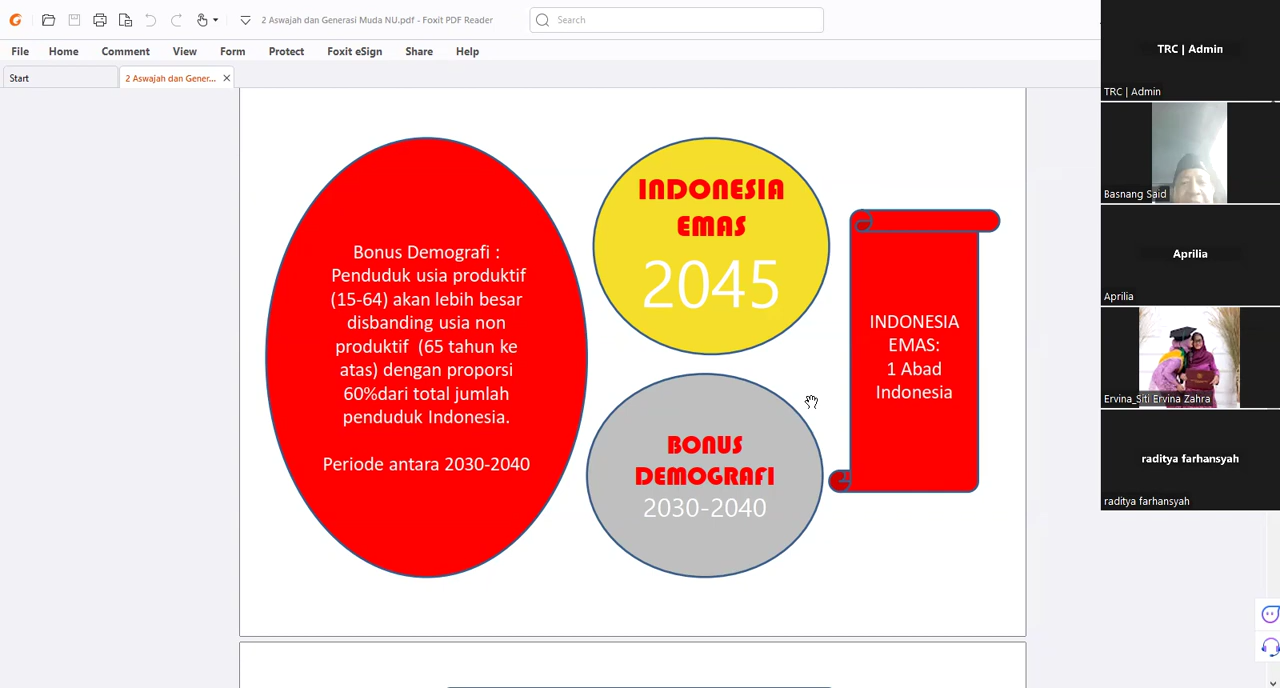 2 Aswajah dan Generasi Muda NU.pdf - Foxit PDF Reader
Search
File
Home
Comment
View
Form
Protect
Foxit eSign
Share
Help
Start
2 Aswajah dan Gener...
Bonus Demografi :
Penduduk usia produktif
(15-64) akan lebih besar
disbanding usia non
produktif (65 tahun ke
atas) dengan proporsi
60%dari total jumlah
penduduk Indonesia.
Periode antara 2030-2040
INDONESIA
EMAS
2045
BONUS
DEMOGRAFI
2030-2040
INDONESIA
EMAS:
1 Abad
Indonesia
TRC | Admin
TRC | Admin
Basnang Said
Aprilia
Aprilia
Ervina_Siti Ervina Zahra
raditya farhansyah
raditya farhansyah